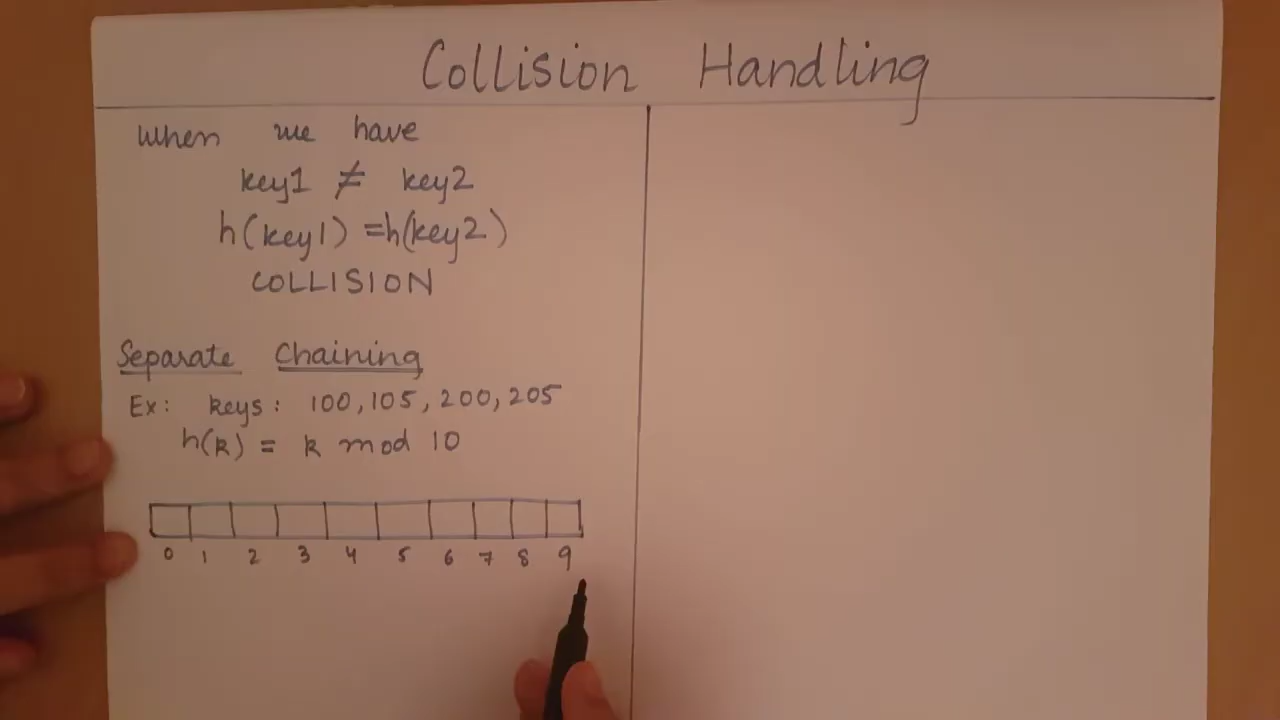 Collision Handling
When we have
key1 ≠ key2
h(key1) = h(key2)
COLLISION
Separate Chaining
Ex: keys: 100, 105, 200, 205
h(k) = k mod 10
0 1 2 3 4 5 6 7 8 9